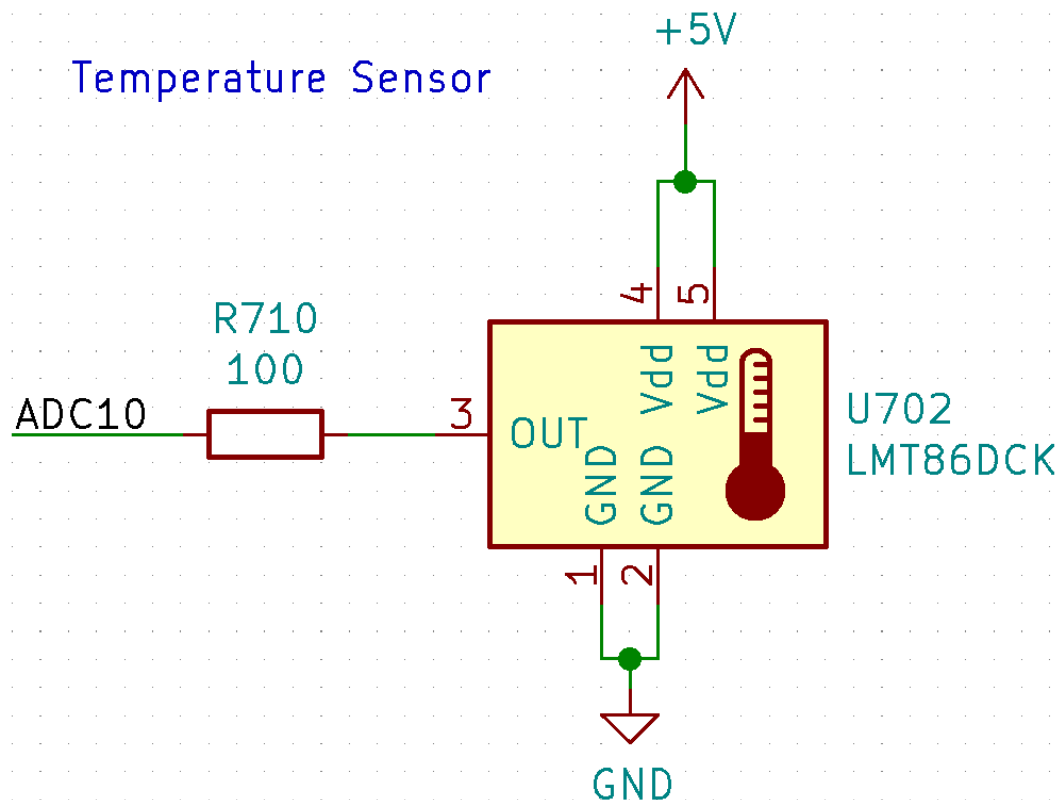 +5V
Temperature Sensor
4
5
R710
100
Vdd
Vdd
ADC10
3
OUT
U702
LMT86DCK
GND
GND
1
2
GND